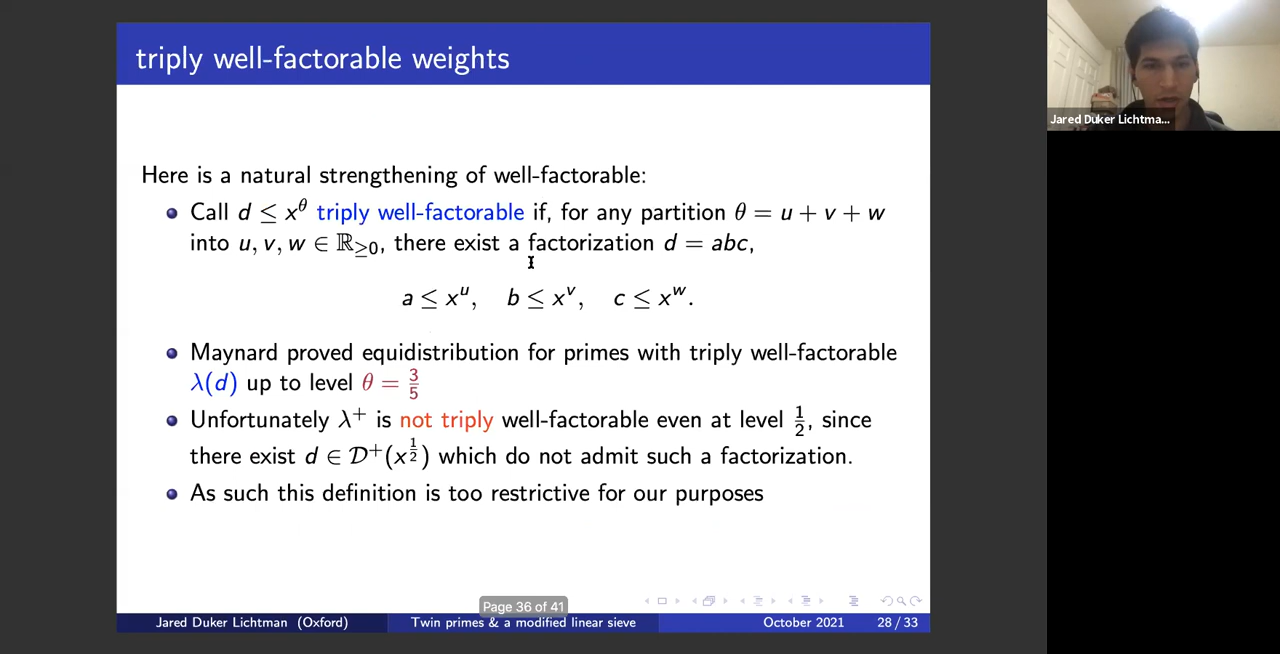 triply well-factorable weights
Jared Duker Lichtma...
Here is a natural strengthening of well-factorable:
Call d ≤ x^θ triply well-factorable if, for any partition θ = u + v + w
into u, v, w ∈ ℝ≥0, there exist a factorization d = abc,
a ≤ x^u, b ≤ x^v, c ≤ x^w.
Maynard proved equidistribution for primes with triply well-factorable
λ(d) up to level θ = 3/5
Unfortunately λ⁺ is not triply well-factorable even at level 1/2, since
there exist d ∈ 𝒟⁺(x^{1/2}) which do not admit such a factorization.
As such this definition is too restrictive for our purposes
Page 36 of 41
Jared Duker Lichtman (Oxford) Twin primes & a modified linear sieve October 2021 28 / 33